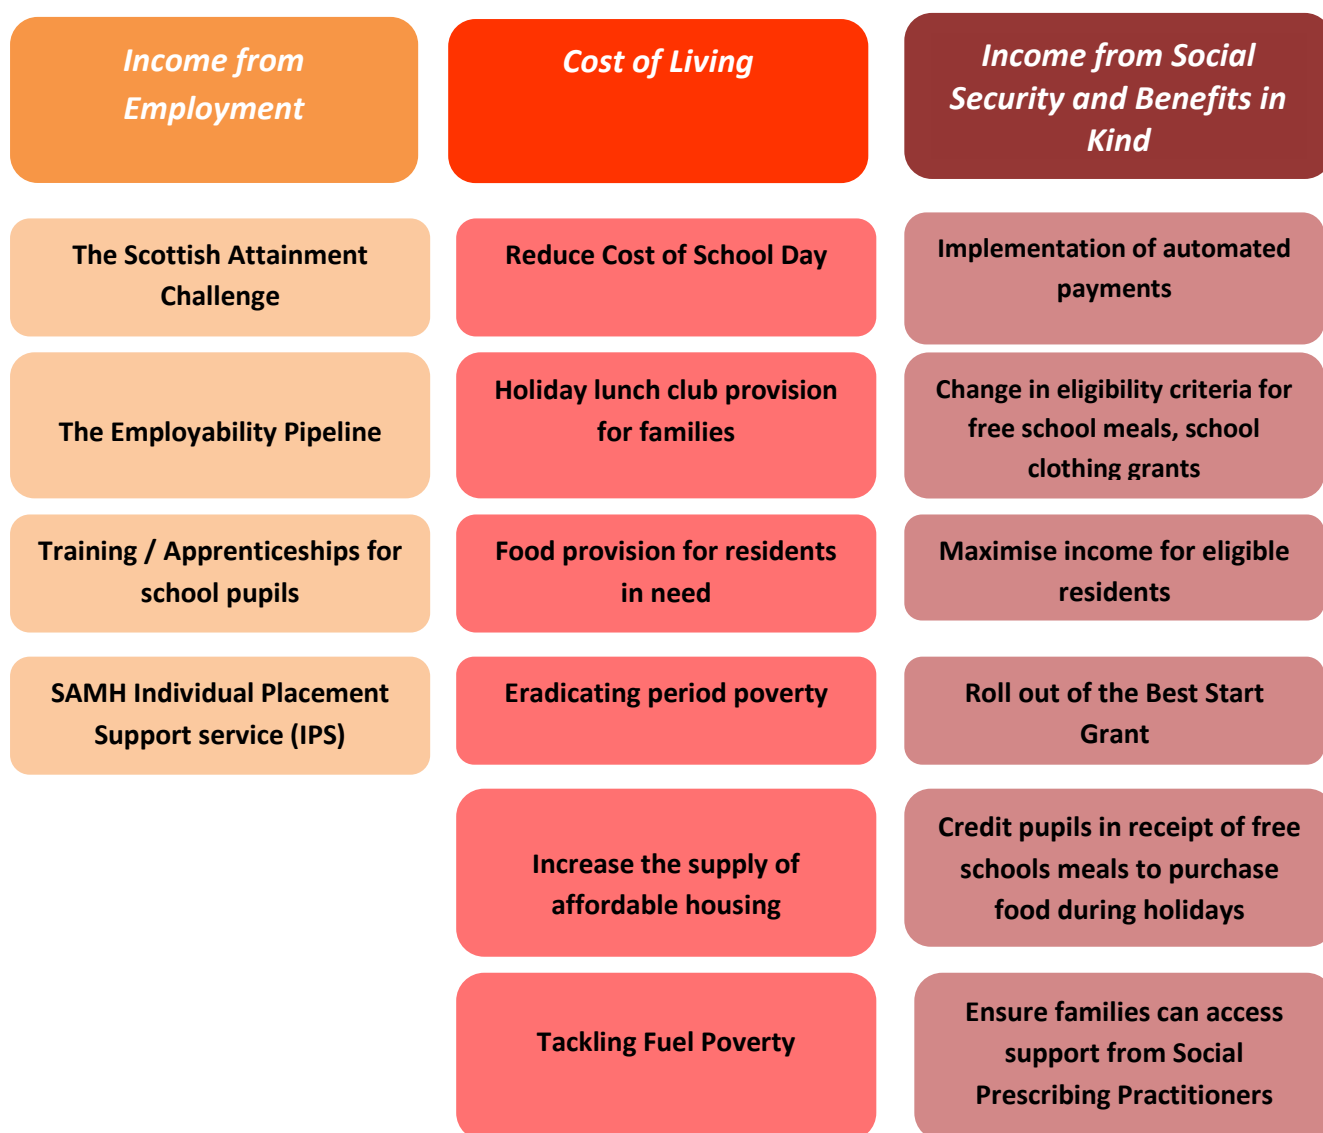 Income from
Employment
The Scottish Attainment
Challenge
The Employability Pipeline
Training / Apprenticeships for
school pupils
SAMH Individual Placement
Support service (IPS)
Cost of Living
Reduce Cost of School Day
Holiday lunch club provision
for families
Food provision for residents
in need
Eradicating period poverty
Increase the supply of
affordable housing
Tackling Fuel Poverty
Income from Social
Security and Benefits in
Kind
Implementation of automated
payments
Change in eligibility criteria for
free school meals, school
clothing grants
Maximise income for eligible
residents
Roll out of the Best Start
Grant
Credit pupils in receipt of free
schools meals to purchase
food during holidays
Ensure families can access
support from Social
Prescribing Practitioners